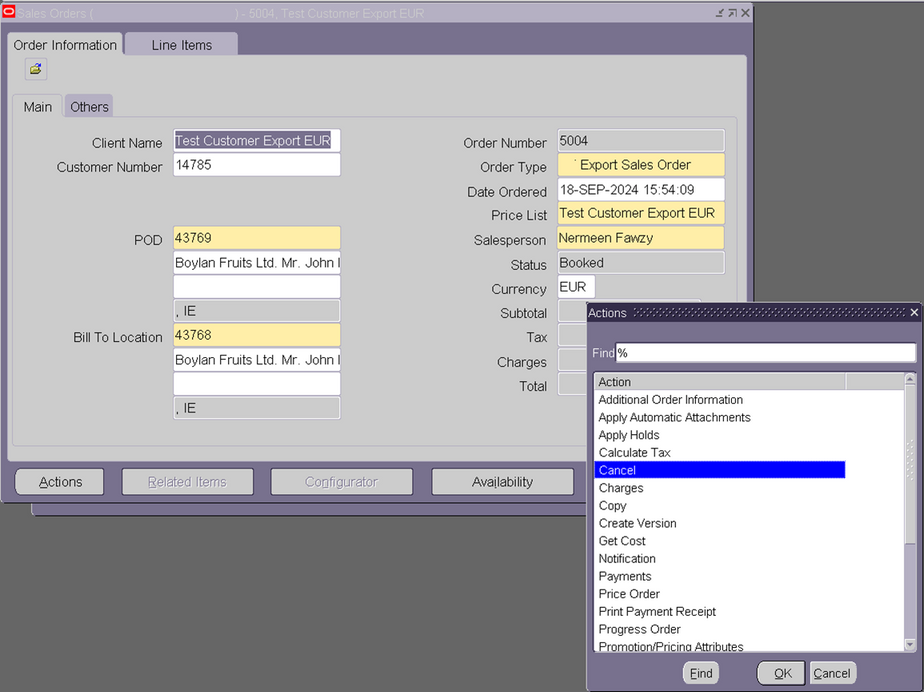 Sales Orders (                    ) - 5004, Test Customer Export EUR
Order Information
Line Items
Main
Others
Client Name
Test Customer Export EUR
Customer Number
14785
POD
43769
Boylan Fruits Ltd. Mr. John
, IE
Bill To Location
43768
Boylan Fruits Ltd. Mr. John
, IE
Order Number
5004
Order Type
Export Sales Order
Date Ordered
18-SEP-2024 15:54:09
Price List
Test Customer Export EUR
Salesperson
Nermeen Fawzy
Status
Booked
Currency
EUR
Subtotal
Tax
Charges
Total
Actions
Related Items
Configurator
Availability
Actions
Find
%
Action
Additional Order Information
Apply Automatic Attachments
Apply Holds
Calculate Tax
Cancel
Charges
Copy
Create Version
Get Cost
Notification
Payments
Price Order
Print Payment Receipt
Progress Order
Promotion/Pricing Attributes
Find
OK
Cancel